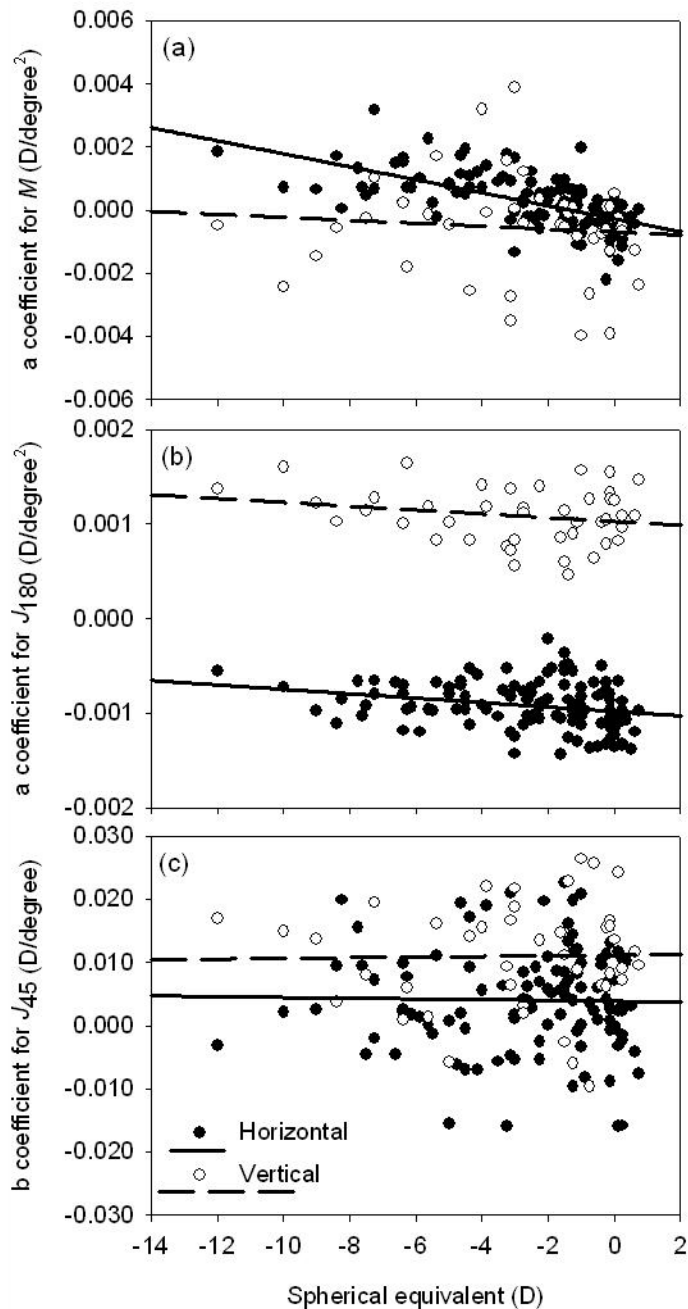 (a)
a coefficient for M (D/degree²)
0.006
0.004
0.002
0.000
-0.002
-0.004
-0.006
(b)
a coefficient for J180 (D/degree²)
0.002
0.001
0.000
-0.001
-0.002
(c)
b coefficient for J45 (D/degree)
0.030
0.020
0.010
0.000
-0.010
-0.020
-0.030
Horizontal
Vertical
-14 -12 -10 -8 -6 -4 -2 0 2
Spherical equivalent (D)